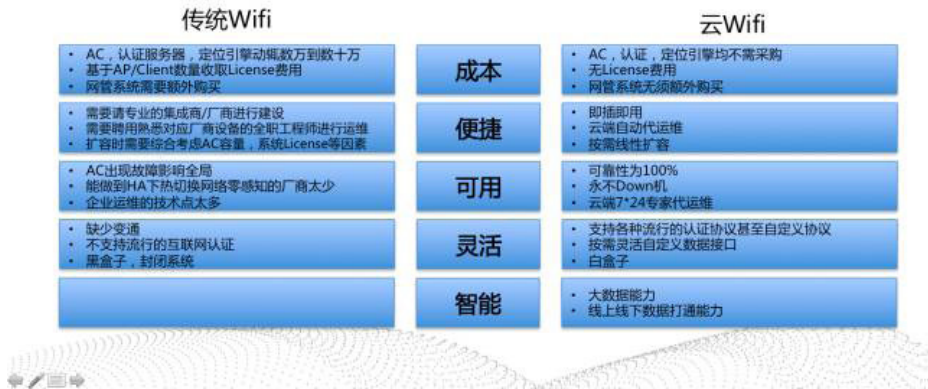 传统Wifi
云Wifi
• AC，认证服务器，定位引擎动辄数万到数十万
• 基于AP/Client数量收取License费用
• 网管系统需要额外购买
成本
• AC，认证，定位引擎均不需采购
• 无License费用
• 网管系统无须额外购买
• 需要请专业的集成商/厂商进行建设
• 需要聘用熟悉对应厂商设备的全职工程师进行运维
• 扩容时需要综合考虑AC容量，系统License等因素
便捷
• 即插即用
• 云端自动代运维
• 按需线性扩容
• AC出现故障影响全局
• 能做到HA下热切换网络零感知的厂商太少
• 企业运维的技术点太多
可用
• 可靠性为100%
• 永不Down机
• 云端7*24专家代运维
• 缺少变通
• 不支持流行的互联网认证
• 黑盒子，封闭系统
灵活
• 支持各种流行的认证协议甚至自定义协议
• 按需灵活自定义数据接口
• 白盒子
智能
• 大数据能力
• 线上线下数据打通能力